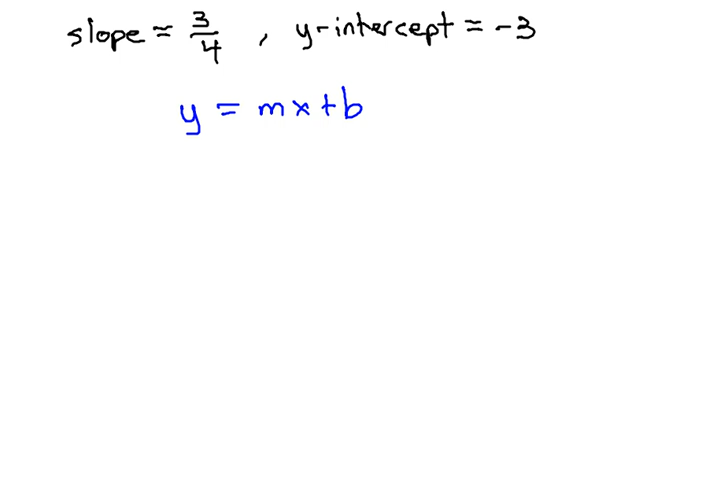 slope = 3/4 , y-intercept = -3
y = mx+b